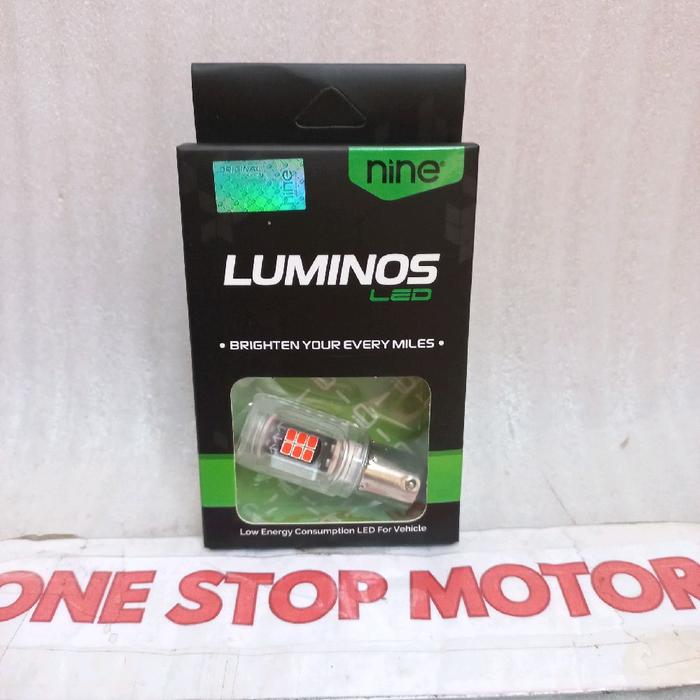 ORIGINAL
nine
nine
LUMINOS
LED
• BRIGHTEN YOUR EVERY MILES •
Low Energy Consumption LED For Vehicle
ONE STOP MOTOR